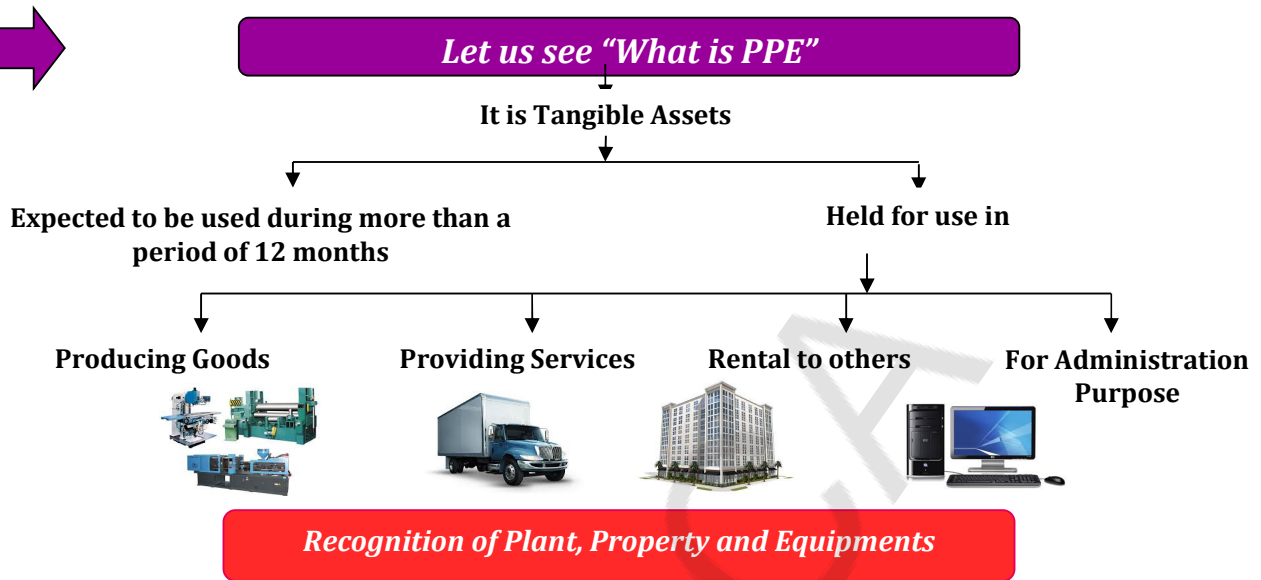 Let us see “What is PPE”
It is Tangible Assets
Expected to be used during more than a
period of 12 months
Held for use in
Producing Goods
Providing Services
Rental to others
For Administration
Purpose
CA
Recognition of Plant, Property and Equipments